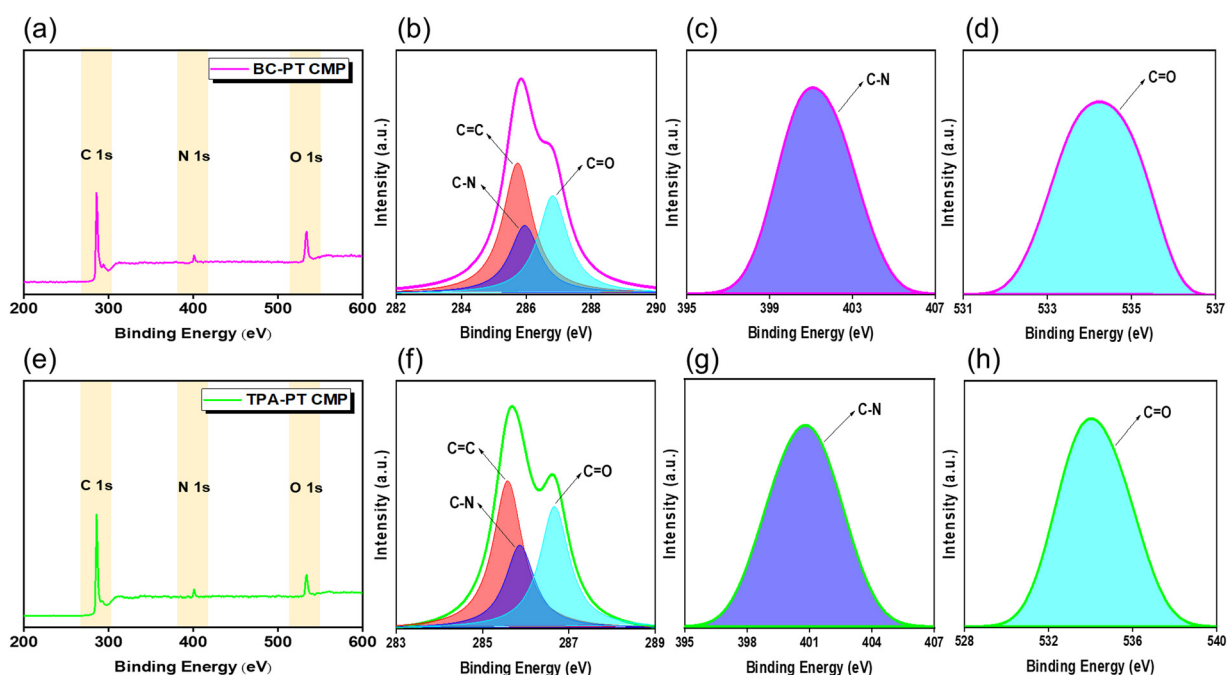 (a)
BC-PT CMP
C 1s
N 1s
O 1s
200 300 400 500 600
Binding Energy (eV)
(b)
Intensity (a.u.)
C=C
C-N
C=O
282 284 286 288 290
Binding Energy (eV)
(c)
Intensity (a.u.)
C-N
395 399 403 407
Binding Energy (eV)
(d)
Intensity (a.u.)
C=O
531 533 535 537
Binding Energy (eV)
(e)
TPA-PT CMP
C 1s
N 1s
O 1s
200 300 400 500 600
Binding Energy (eV)
(f)
Intensity (a.u.)
C=C
C-N
C=O
283 285 287 289
Binding Energy (eV)
(g)
Intensity (a.u.)
C-N
395 398 401 404 407
Binding Energy (eV)
(h)
Intensity (a.u.)
C=O
528 532 536 540
Binding Energy (eV)